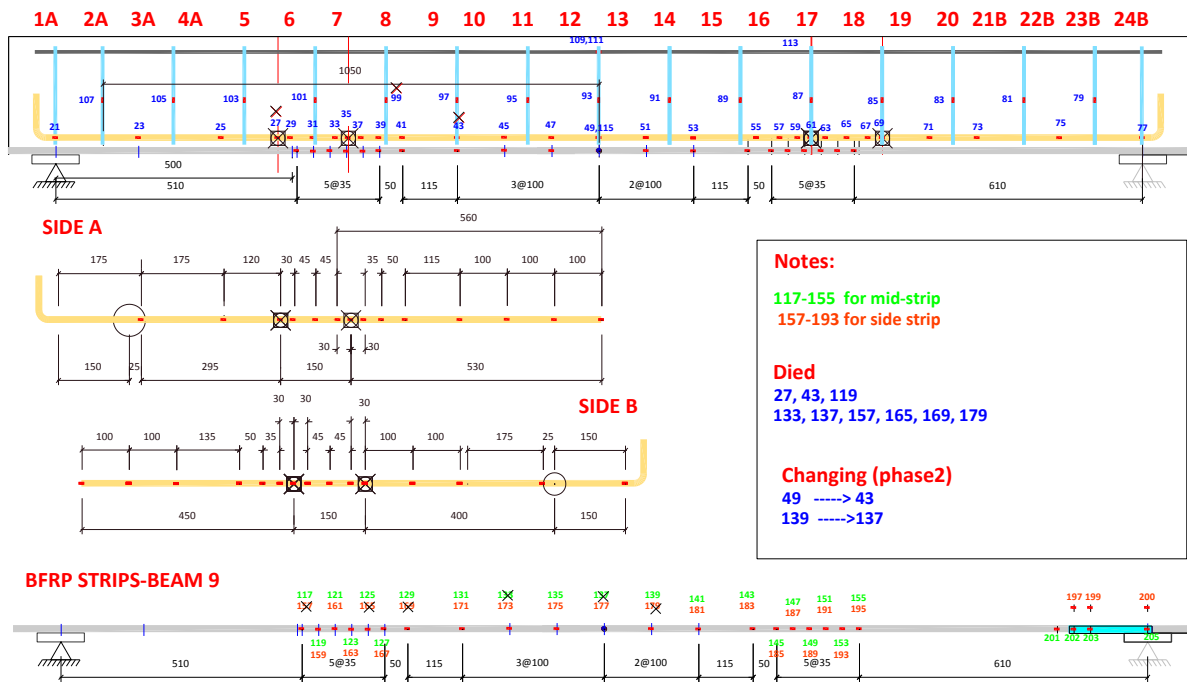 1A 2A 3A 4A 5 6 7 8 9 10 11 12 13 14 15 16 17 18 19 20 21B 22B 23B 24B
109,111 113
1050
107 105 103 101 99 97 95 93 91 89 87 85 83 81 79
35
21 23 25 27 29 31 33 37 39 41 43 45 47 49,115 51 53 55 57 59 61 63 65 67 69 71 73 75 77
500
510 5@35 50 115 3@100 2@100 115 50 5@35 610
SIDE A
560
175 175 120 30 45 45 35 50 115 100 100 100
30 30
150 25 295 150 530
SIDE B
30 30 30
100 100 135 50 35 45 45 100 100 175 25 150
450 150 400 150
Notes:
117-155 for mid-strip
157-193 for side strip
Died
27, 43, 119
133, 137, 157, 165, 169, 179
Changing (phase2)
49 -----> 43
139 ----->137
BFRP STRIPS-BEAM 9
117 121 125 129 131 135 139 141 143 147 151 155
161 171 173 175 177 181 183 187 191 195 197 199 200
119 123 127 145 149 153 201 202 203 205
159 163 167 185 189 193
510 5@35 50 115 3@100 2@100 115 50 5@35 610